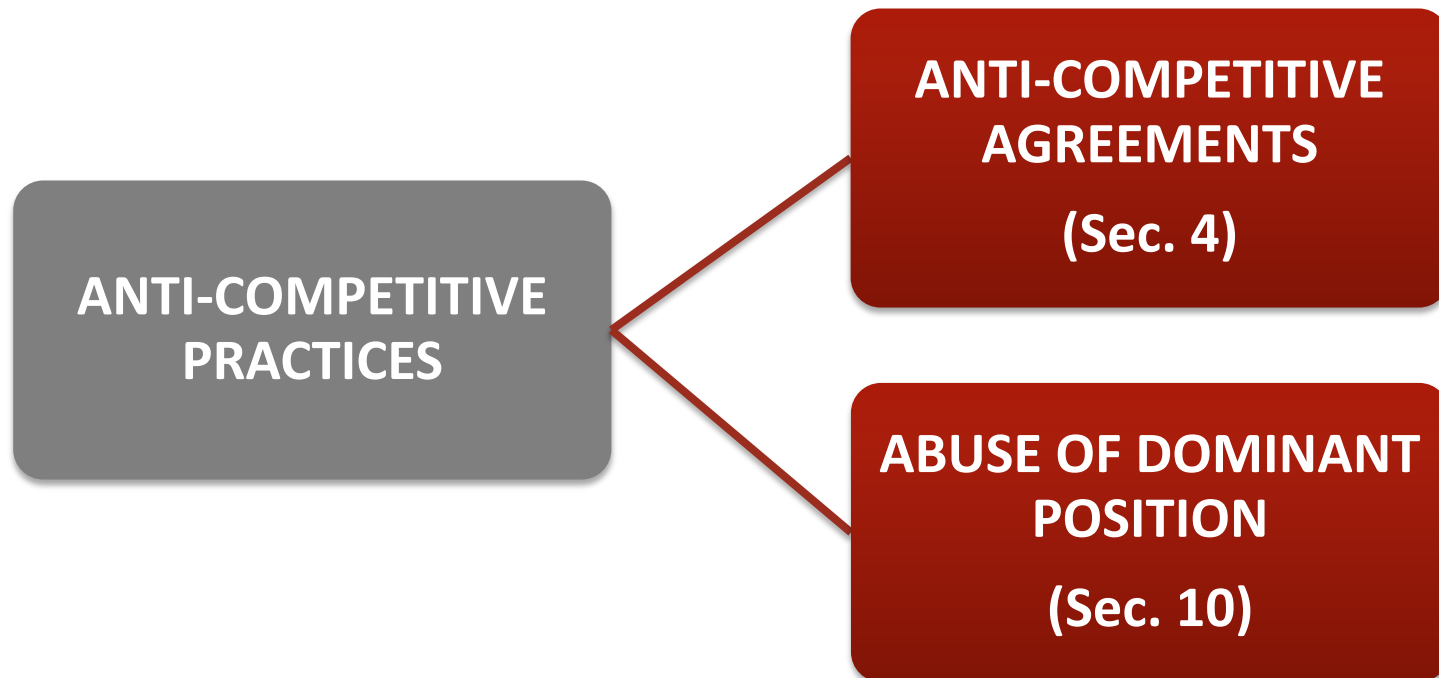 ANTI-COMPETITIVE
PRACTICES
ANTI-COMPETITIVE
AGREEMENTS
(Sec. 4)
ABUSE OF DOMINANT
POSITION
(Sec. 10)